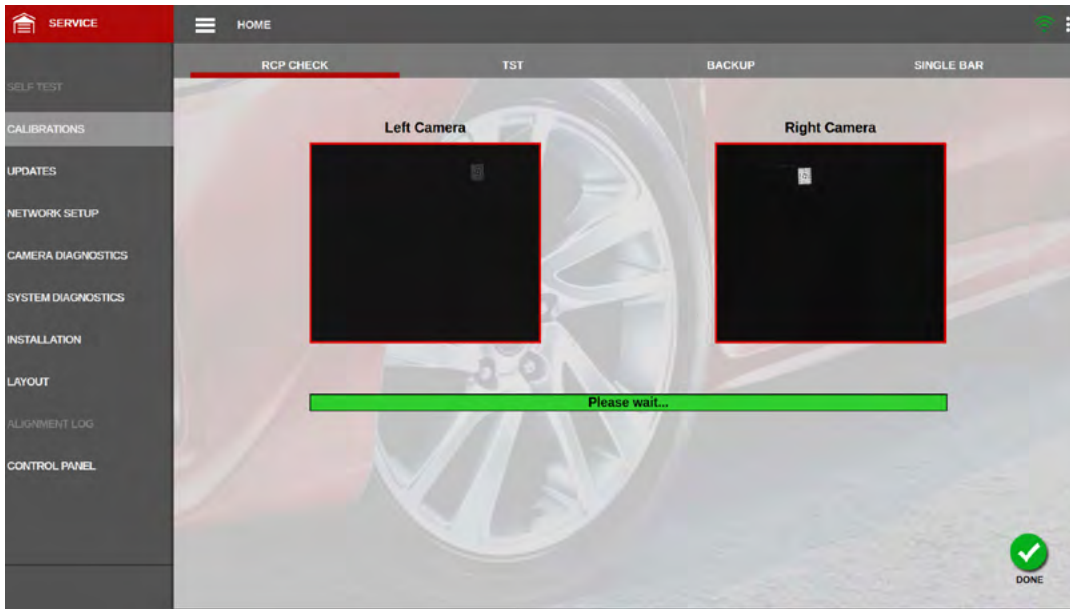 SERVICE
HOME
RCP CHECK
TST
BACKUP
SINGLE BAR
SELF TEST
CALIBRATIONS
UPDATES
NETWORK SETUP
CAMERA DIAGNOSTICS
SYSTEM DIAGNOSTICS
INSTALLATION
LAYOUT
ALIGNMENT LOG
CONTROL PANEL
Left Camera
Right Camera
Please wait...
DONE